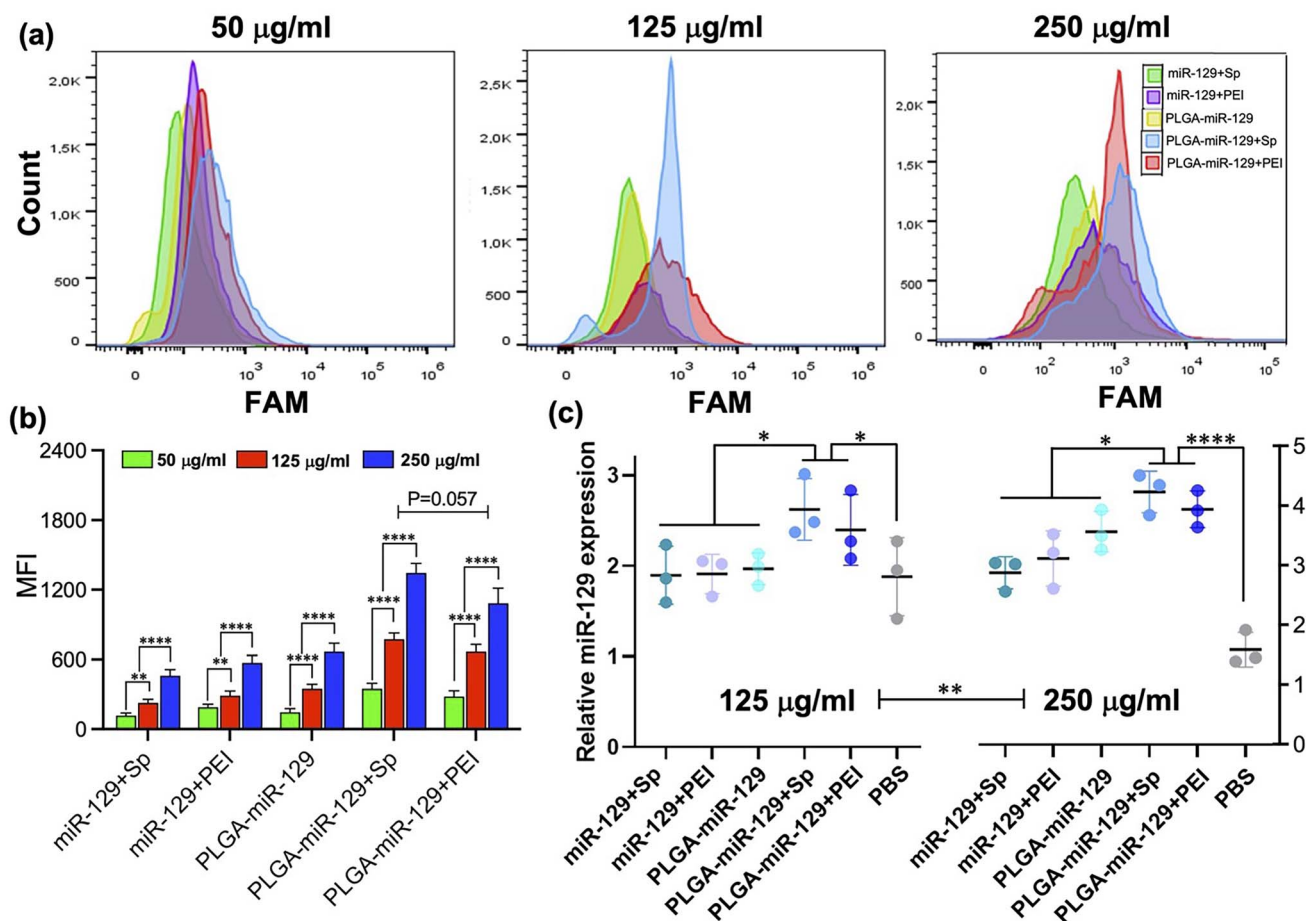 (a)
50 μg/ml
125 μg/ml
250 μg/ml
Count
2,0K
1,5K
1,0K
500
0
0
10³
10⁴
10⁵
10⁶
FAM
2,5K
2,0K
1,5K
1,0K
500
0
0
10³
10⁴
10⁵
10⁶
FAM
2,0K
1,5K
1,0K
500
0
0
10²
10³
10⁴
10⁵
FAM
miR-129+Sp
miR-129+PEI
PLGA-miR-129
PLGA-miR-129+Sp
PLGA-miR-129+PEI
(b)
MFI
2400
1800
1200
600
0
50 μg/ml
125 μg/ml
250 μg/ml
P=0.057
**
****
**
****
****
****
****
****
****
****
miR-129+Sp
miR-129+PEI
PLGA-miR-129
PLGA-miR-129+Sp
PLGA-miR-129+PEI
(c)
Relative miR-129 expression
3
2
1
0
*
*
125 μg/ml
miR-129+Sp
miR-129+PEI
PLGA-miR-129
PLGA-miR-129+Sp
PLGA-miR-129+PEI
PBS
**
*
****
250 μg/ml
5
4
3
2
1
0
miR-129+Sp
miR-129+PEI
PLGA-miR-129
PLGA-miR-129+Sp
PLGA-miR-129+PEI
PBS